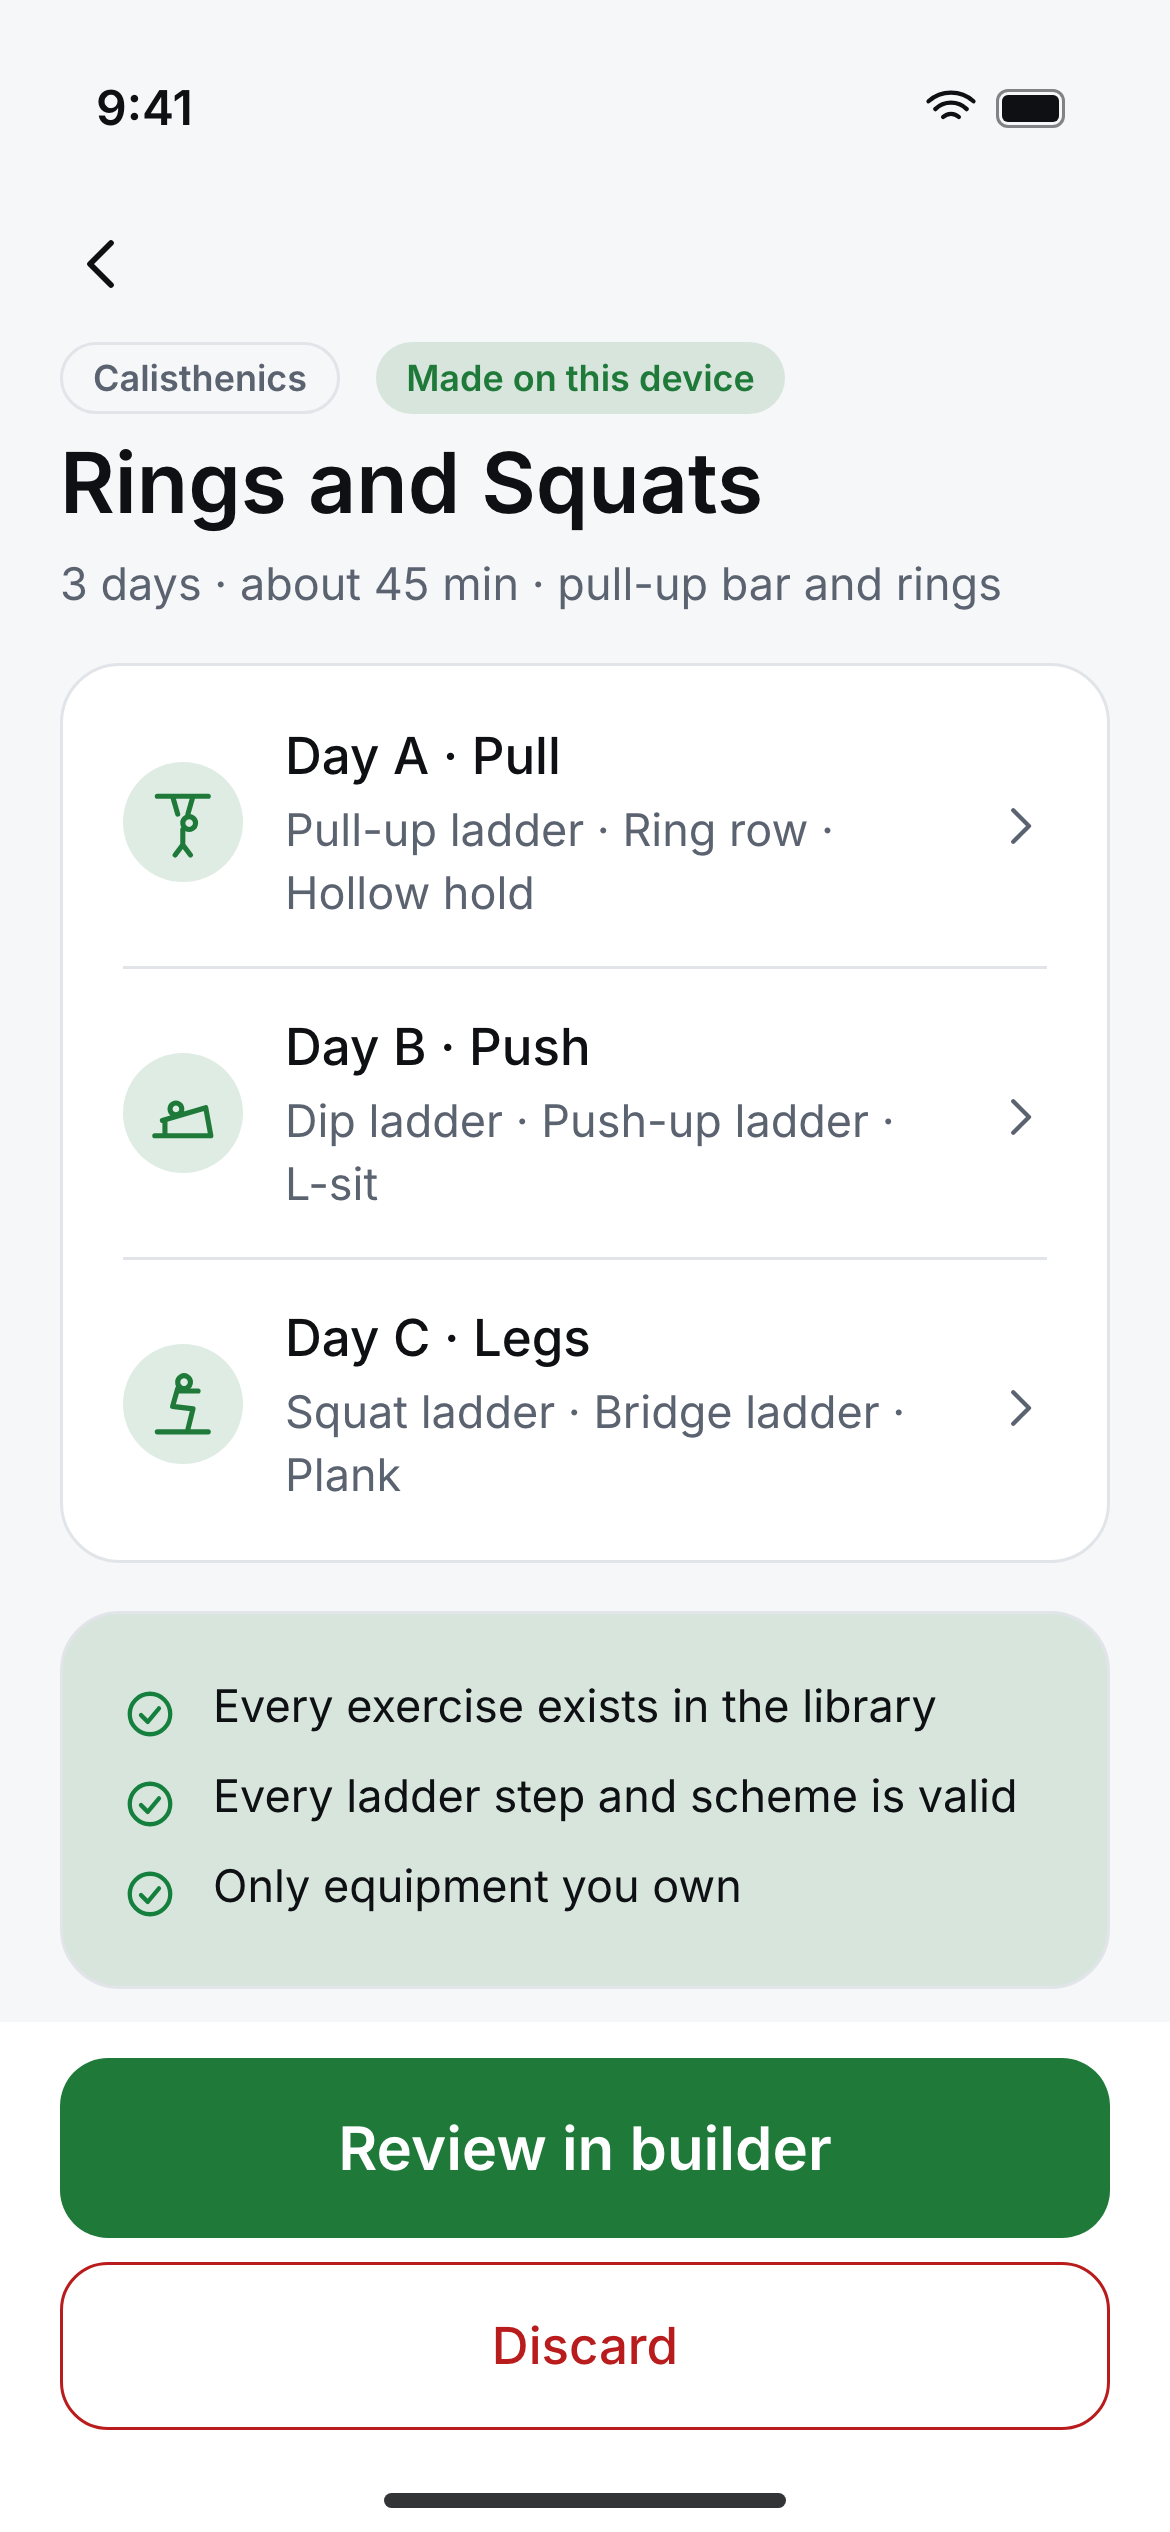 9:41
Calisthenics
Made on this device
Rings and Squats
3 days · about 45 min · pull-up bar and rings
Day A · Pull
Pull-up ladder · Ring row ·
Hollow hold
Day B · Push
Dip ladder · Push-up ladder ·
L-sit
Day C · Legs
Squat ladder · Bridge ladder ·
Plank
Every exercise exists in the library
Every ladder step and scheme is valid
Only equipment you own
Review in builder
Discard